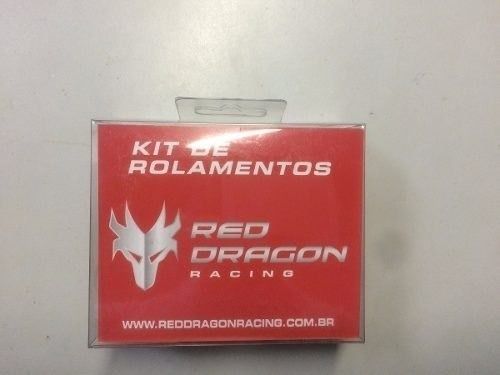 KIT DE
ROLAMENTOS
RED
DRAGON
RACING
WWW.REDDRAGONRACING.COM.BR